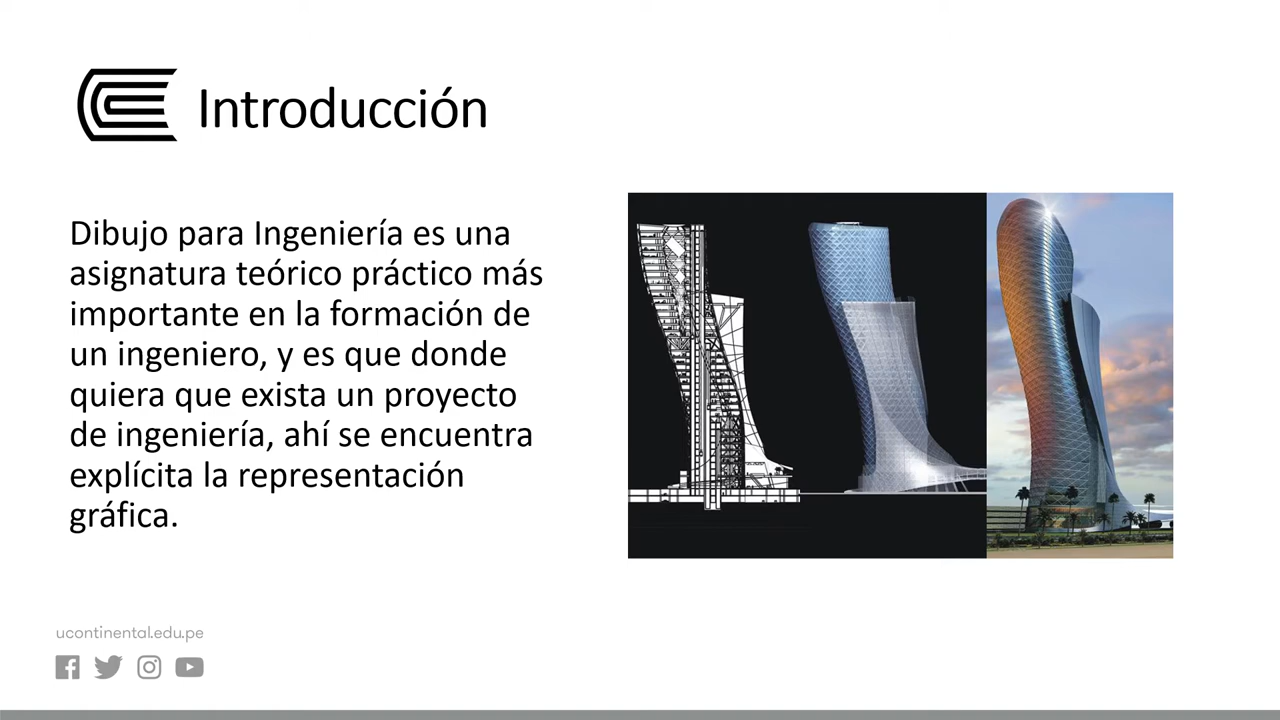 Introducción
Dibujo para Ingeniería es una
asignatura teórico práctico más
importante en la formación de
un ingeniero, y es que donde
quiera que exista un proyecto
de ingeniería, ahí se encuentra
explícita la representación
gráfica.
ucontinental.edu.pe